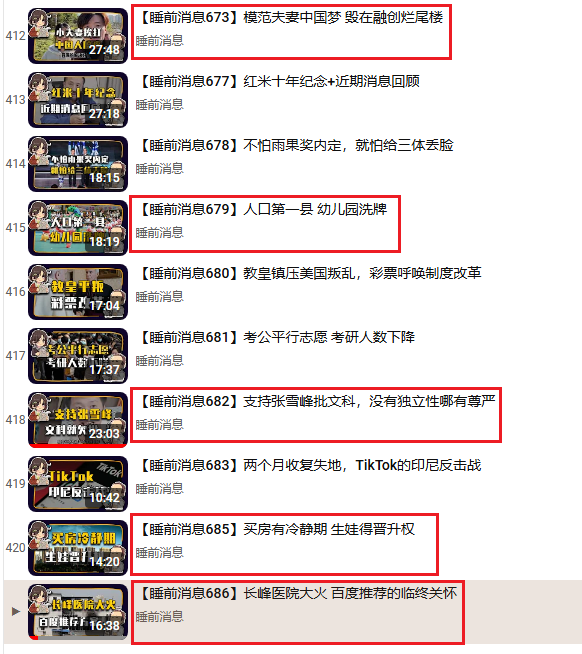 412
小夫妻救灯
中国人
27:48
【睡前消息673】模范夫妻中国梦 毁在融创烂尾楼
睡前消息
413
红米十年纪念
近期消息回
27:18
【睡前消息677】红米十年纪念+近期消息回顾
睡前消息
414
不怕雨果奖内定
就怕给三体
18:15
【睡前消息678】不怕雨果奖内定，就怕给三体丢脸
睡前消息
415
人口第一县
幼儿园
18:19
【睡前消息679】人口第一县 幼儿园洗牌
睡前消息
416
教皇平叛
彩票改
17:04
【睡前消息680】教皇镇压美国叛乱，彩票呼唤制度改革
睡前消息
417
考公平行志愿
考研人数下降
17:37
【睡前消息681】考公平行志愿 考研人数下降
睡前消息
418
支持张雪峰
文科就
23:03
【睡前消息682】支持张雪峰批文科，没有独立性哪有尊严
睡前消息
419
TikTok
印尼反
10:42
【睡前消息683】两个月收复失地，TikTok的印尼反击战
睡前消息
420
买房冷静期
生娃晋
14:20
【睡前消息685】买房有冷静期 生娃得晋升权
睡前消息
长峰医院大火
百度推荐
16:38
【睡前消息686】长峰医院大火 百度推荐的临终关怀
睡前消息